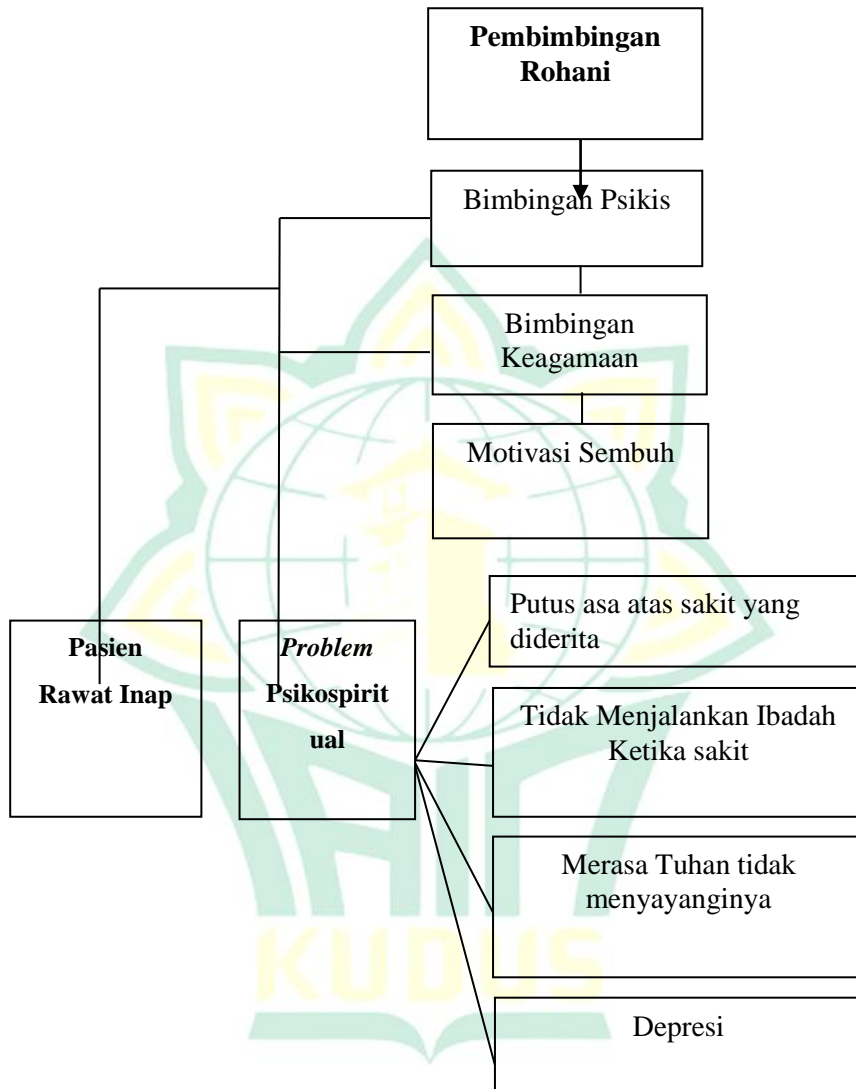 Pembimbingan
Rohani
Bimbingan Psikis
Bimbingan
Keagamaan
Motivasi Sembuh
Putus asa atas sakit yang
diderita
Pasien
Rawat Inap
Problem
Psikospirit
ual
Tidak Menjalankan Ibadah
Ketika sakit
Merasa Tuhan tidak
menyayanginya
Depresi
IAIN
KUDUS